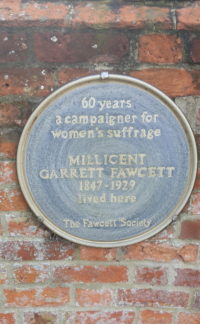 60 years
a campaigner for
women's suffrage
MILLICENT
GARRETT FAWCETT
1847-1929
lived here
The Fawcett Society